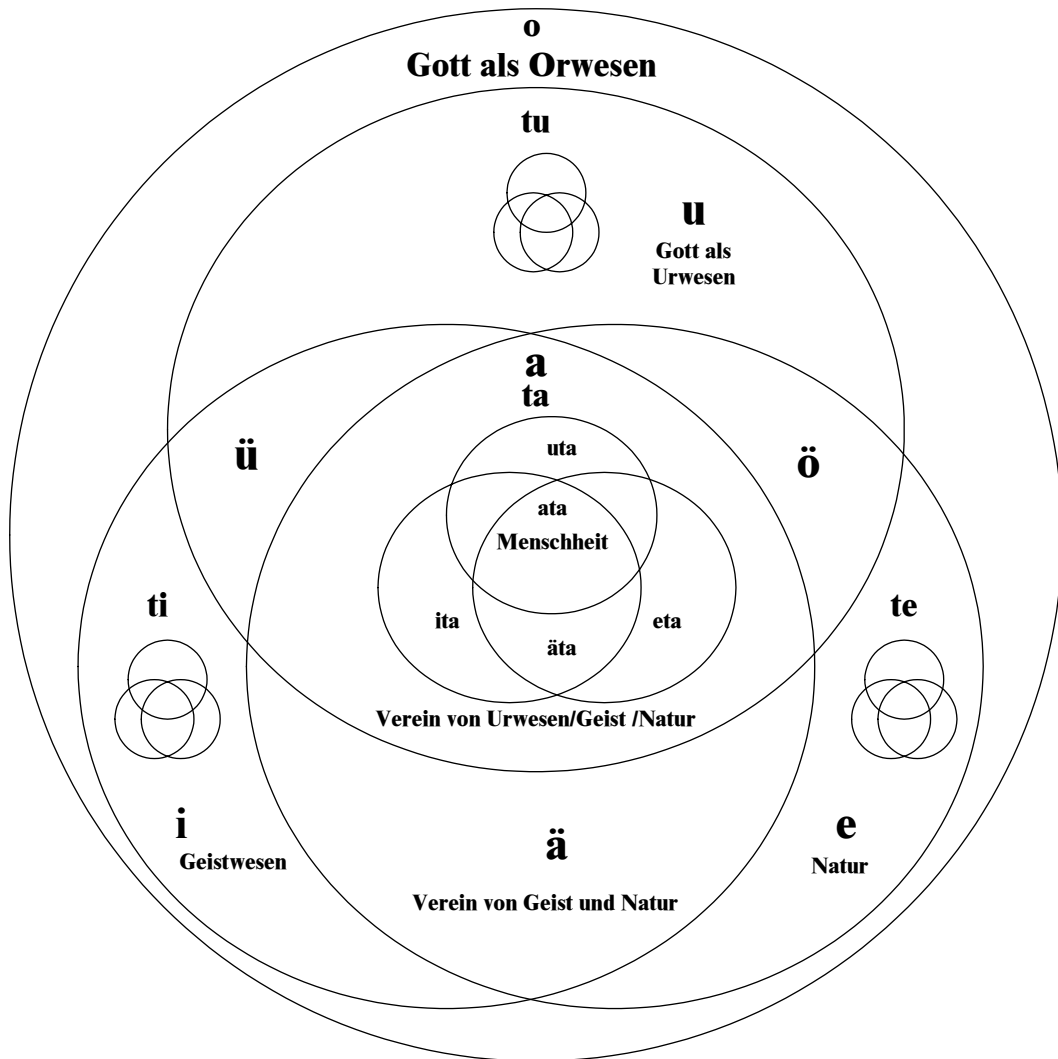 o
Gott als Orwesen
tu
u
Gott als
Urwesen
a
ta
ü
ö
uta
ata
Menschheit
ti
te
ita
eta
äta
Verein von Urwesen/Geist /Natur
i
Geistwesen
ä
e
Natur
Verein von Geist und Natur